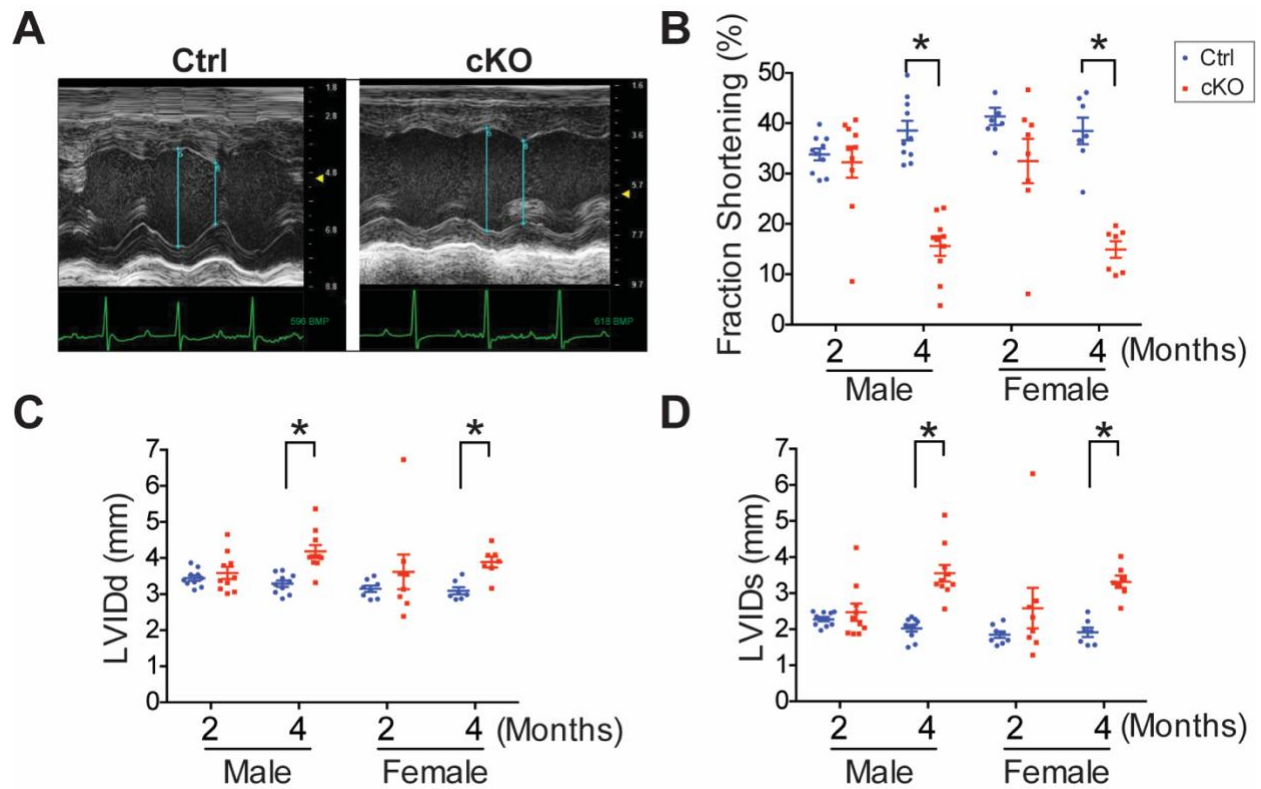 A
Ctrl
cKO
1.8
2.8
4.8
6.8
8.8
596 BMP
1.6
3.6
5.7
7.7
9.7
618 BMP
B
Fraction Shortening (%)
50
40
30
20
10
0
*
*
Ctrl
cKO
2 4 2 4 (Months)
Male Female
C
LVIDd (mm)
7
6
5
4
3
2
1
0
*
*
2 4 2 4 (Months)
Male Female
D
LVIDs (mm)
7
6
5
4
3
2
1
0
*
*
2 4 2 4 (Months)
Male Female